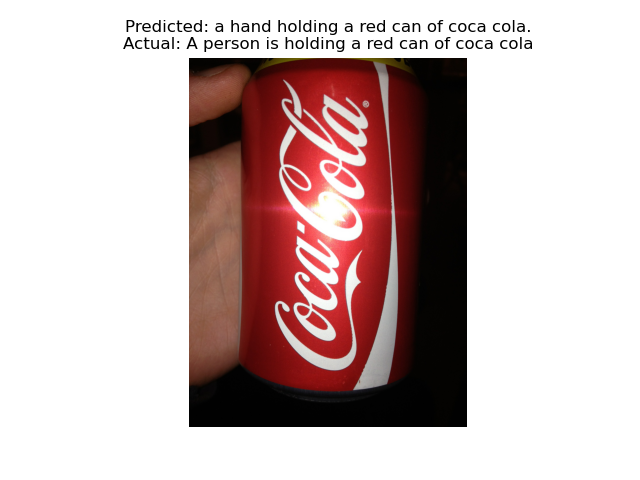 Predicted: a hand holding a red can of coca cola.
Actual: A person is holding a red can of coca cola
Coca-Cola®